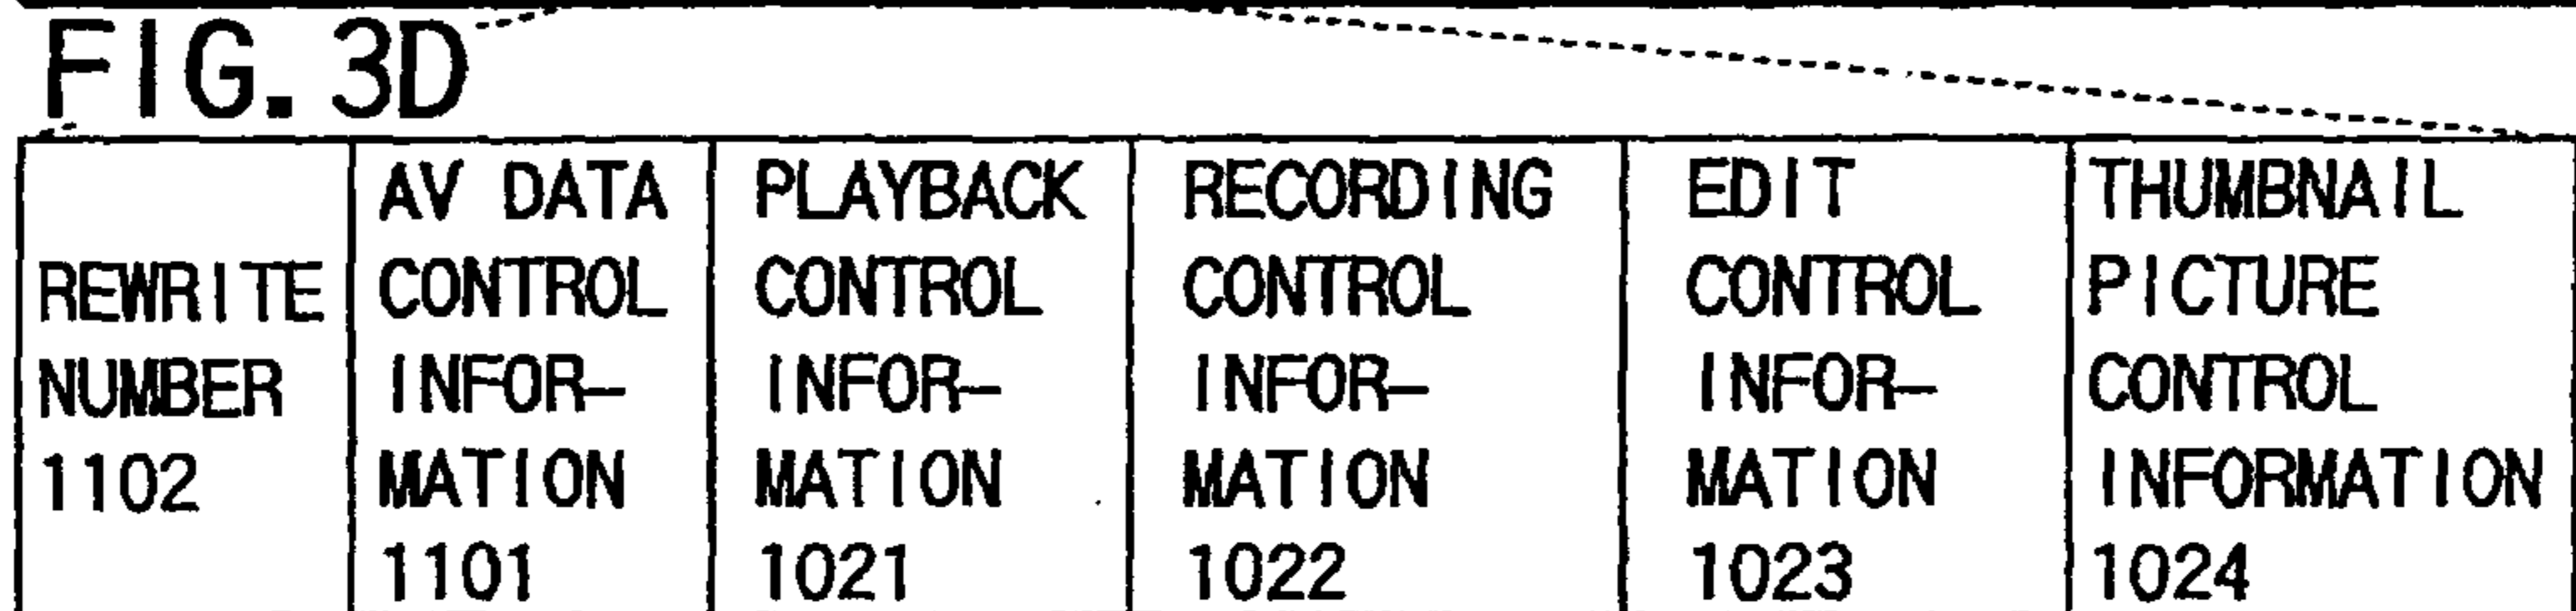 FIG. 3D
REWRITE
NUMBER
1102
AV DATA
CONTROL
INFOR-
MATION
1101
PLAYBACK
CONTROL
INFOR-
MATION
1021
RECORDING
CONTROL
INFOR-
MATION
1022
EDIT
CONTROL
INFOR-
MATION
1023
THUMBNAIL
PICTURE
CONTROL
INFORMATION
1024